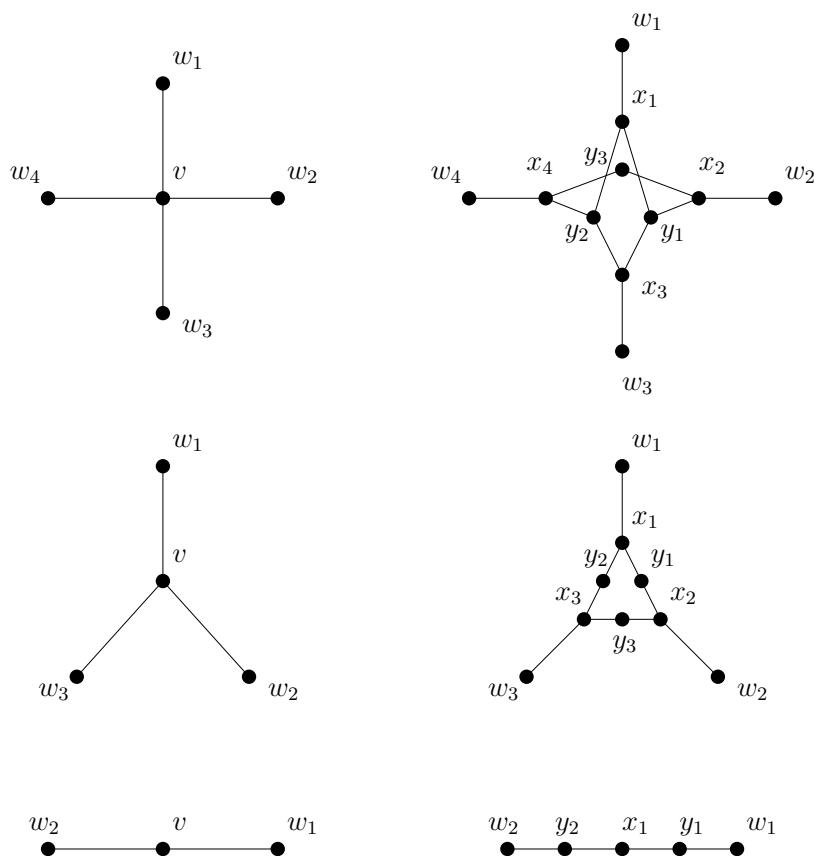 w₁
w₄ v w₂
w₃
w₁
x₁
w₄ x₄ y₃ x₂ w₂
y₂ y₁
x₃
w₃
w₁
v
w₃ w₂
w₁
x₁
y₂ y₁
x₃ x₂
y₃
w₃ w₂
w₂ v w₁
w₂ y₂ x₁ y₁ w₁